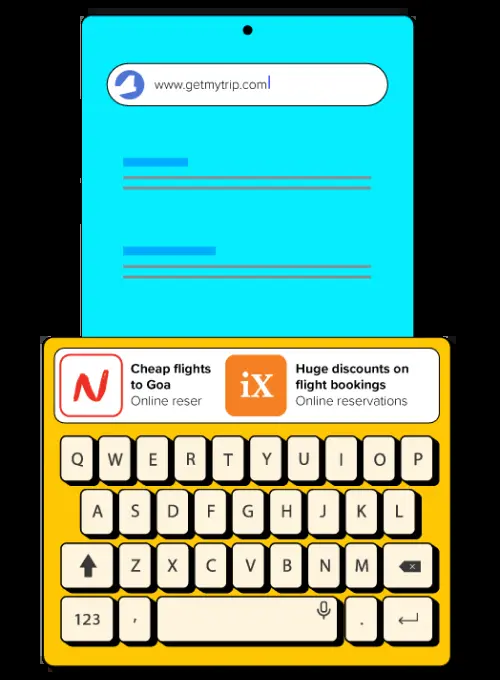 www.getmytrip.com
N
Cheap flights
to Goa
Online reser
iX
Huge discounts on
flight bookings
Online reservations
Q W E R T Y U I O P
A S D F G H J K L
Z X C V B N M
123 , .